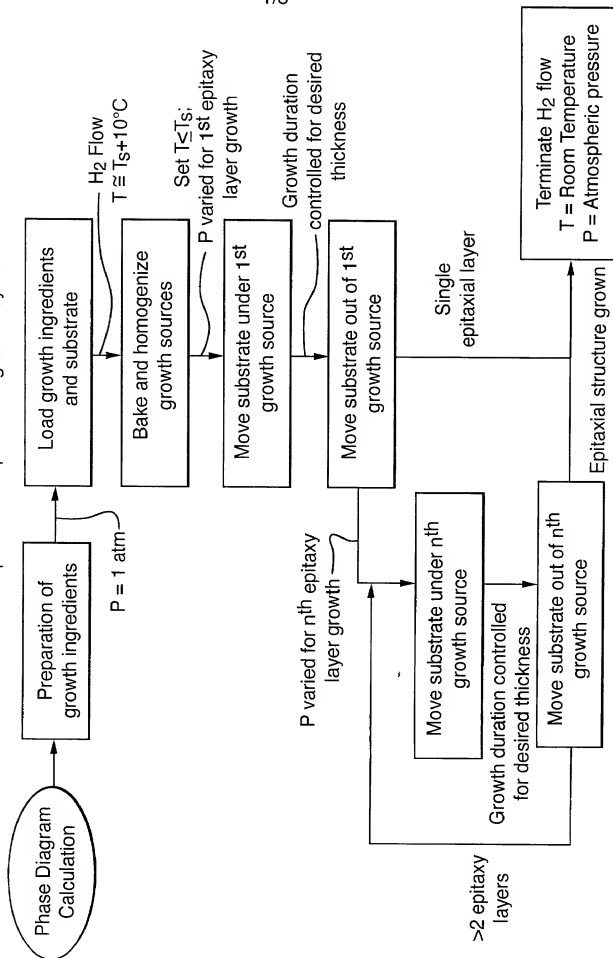 Phase Diagram
Calculation
Preparation of
growth ingredients
P = 1 atm
Load growth ingredients
and substrate
H2 Flow
T ≅ TS+10°C
Bake and homogenize
growth sources
Set T≤TS;
P varied for 1st epitaxy
layer growth
Move substrate under 1st
growth source
Growth duration
controlled for desired
thickness
Move substrate out of 1st
growth source
Single
epitaxial layer
P varied for nth epitaxy
layer growth
Move substrate under nth
growth source
Growth duration controlled
for desired thickness
Move substrate out of nth
growth source
>2 epitaxy
layers
Epitaxial structure grown
Terminate H2 flow
T = Room Temperature
P = Atmospheric pressure